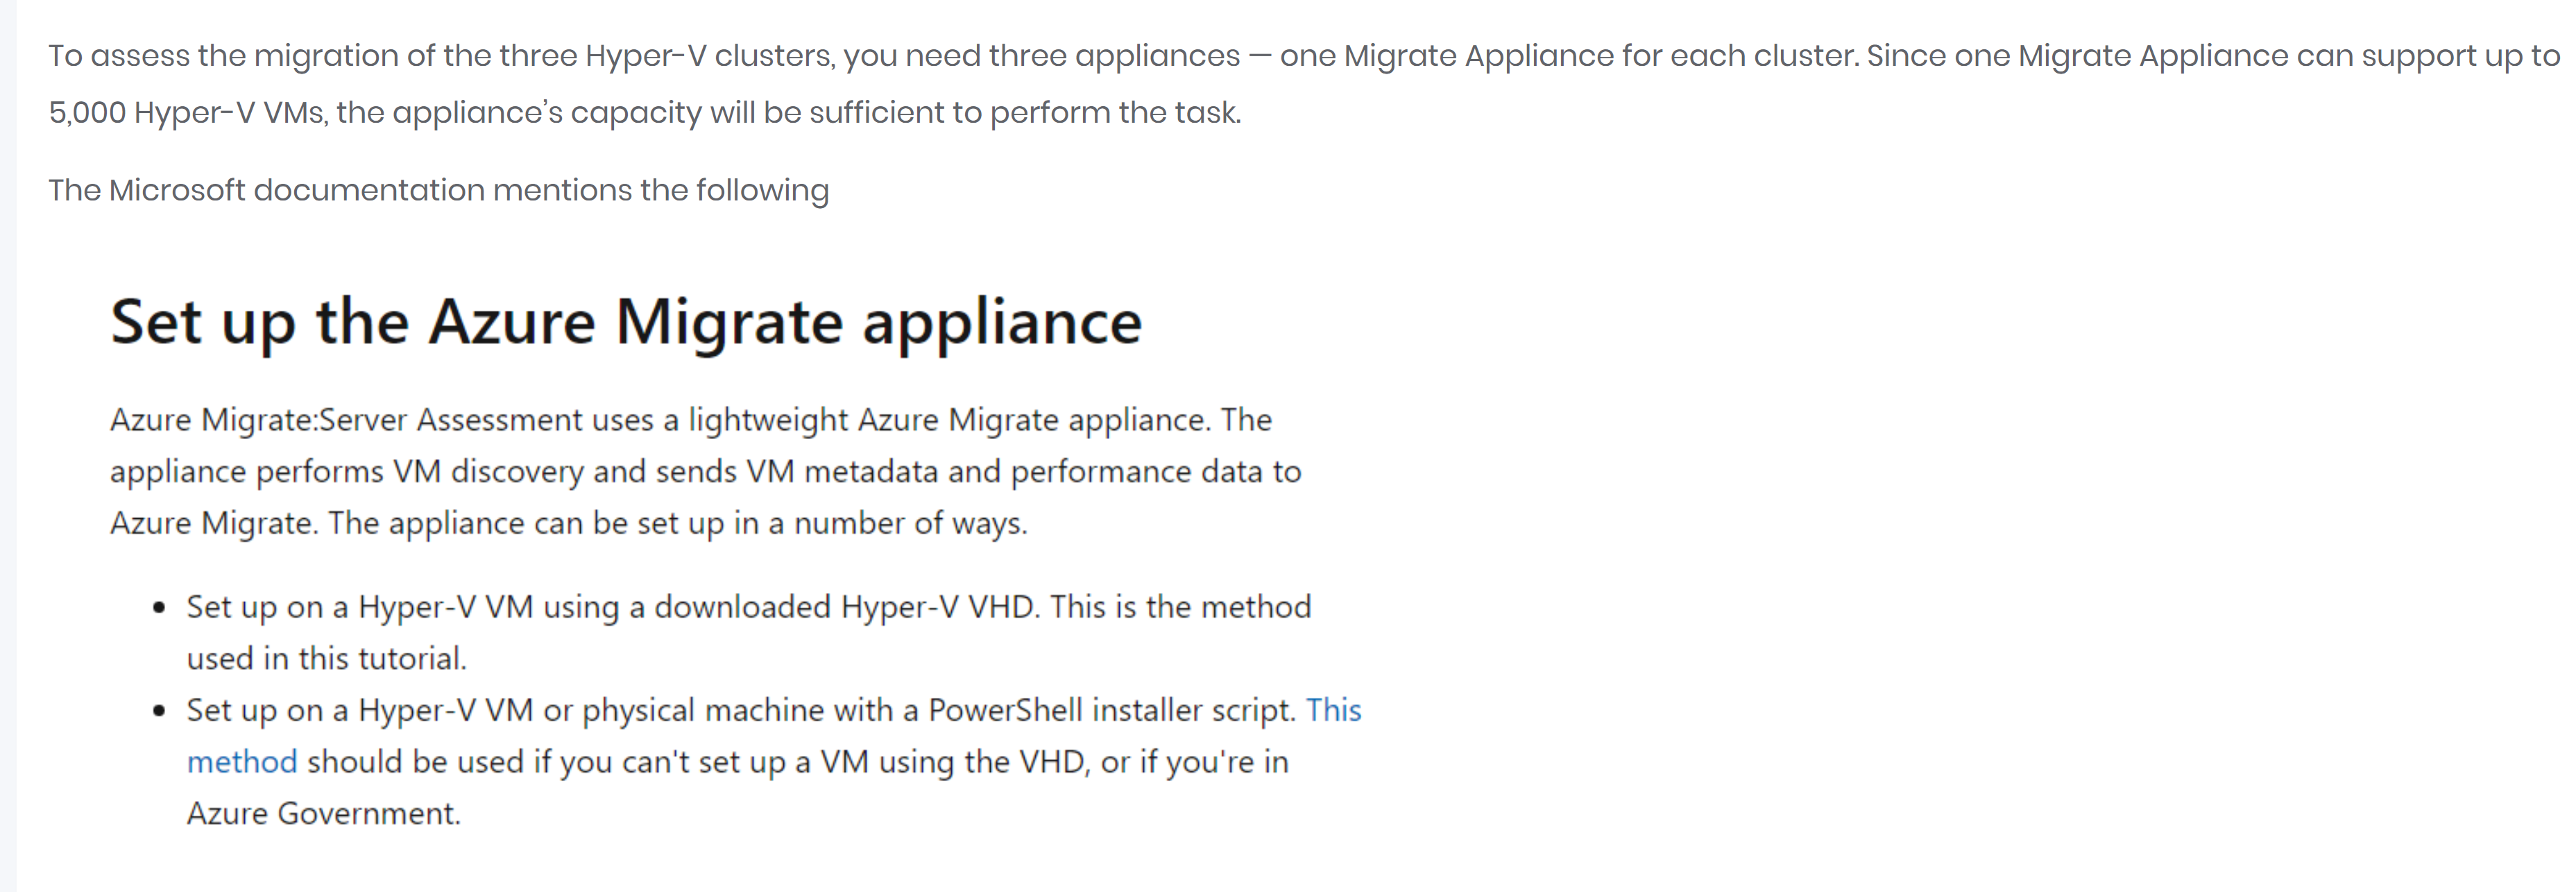 To assess the migration of the three Hyper-V clusters, you need three appliances — one Migrate Appliance for each cluster. Since one Migrate Appliance can support up to
5,000 Hyper-V VMs, the appliance’s capacity will be sufficient to perform the task.
The Microsoft documentation mentions the following
Set up the Azure Migrate appliance
Azure Migrate:Server Assessment uses a lightweight Azure Migrate appliance. The
appliance performs VM discovery and sends VM metadata and performance data to
Azure Migrate. The appliance can be set up in a number of ways.
• Set up on a Hyper-V VM using a downloaded Hyper-V VHD. This is the method
used in this tutorial.
• Set up on a Hyper-V VM or physical machine with a PowerShell installer script. This
method should be used if you can't set up a VM using the VHD, or if you're in
Azure Government.